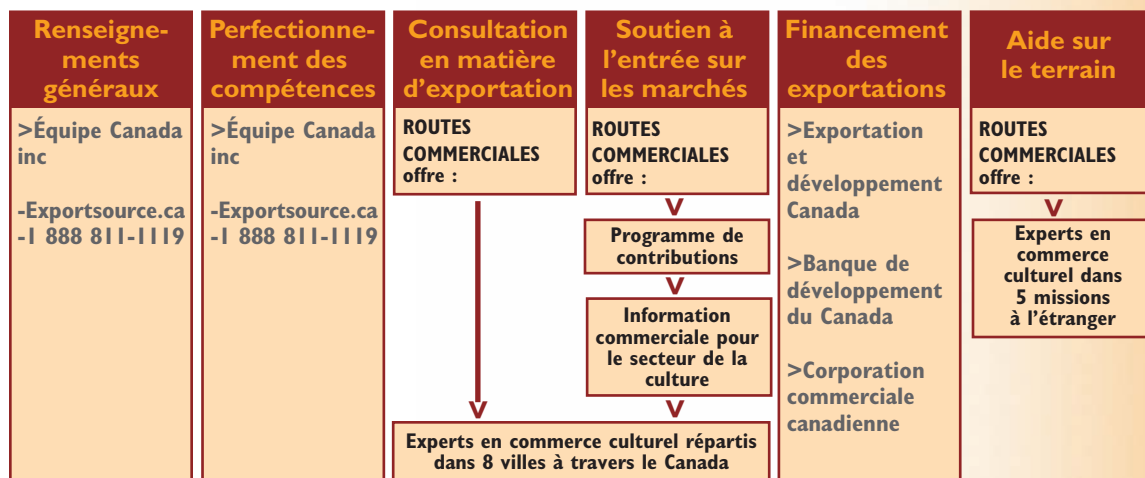 Renseigne-
ments
généraux
>Équipe Canada
inc
-Exportsource.ca
-1 888 811-1119
Perfectionne-
ment des
compétences
>Équipe Canada
inc
-Exportsource.ca
-1 888 811-1119
Consultation
en matière
d'exportation
ROUTES
COMMERCIALES
offre :
Soutien à
l'entrée sur
les marchés
ROUTES
COMMERCIALES
offre :
Programme de
contributions
Information
commerciale pour
le secteur de la
culture
Experts en commerce culturel répartis
dans 8 villes à travers le Canada
Financement
des
exportations
>Exportation
et
développement
Canada
>Banque de
développement
du Canada
>Corporation
commerciale
canadienne
Aide sur
le terrain
ROUTES
COMMERCIALES
offre :
Experts en
commerce
culturel dans
5 missions
à l'étranger